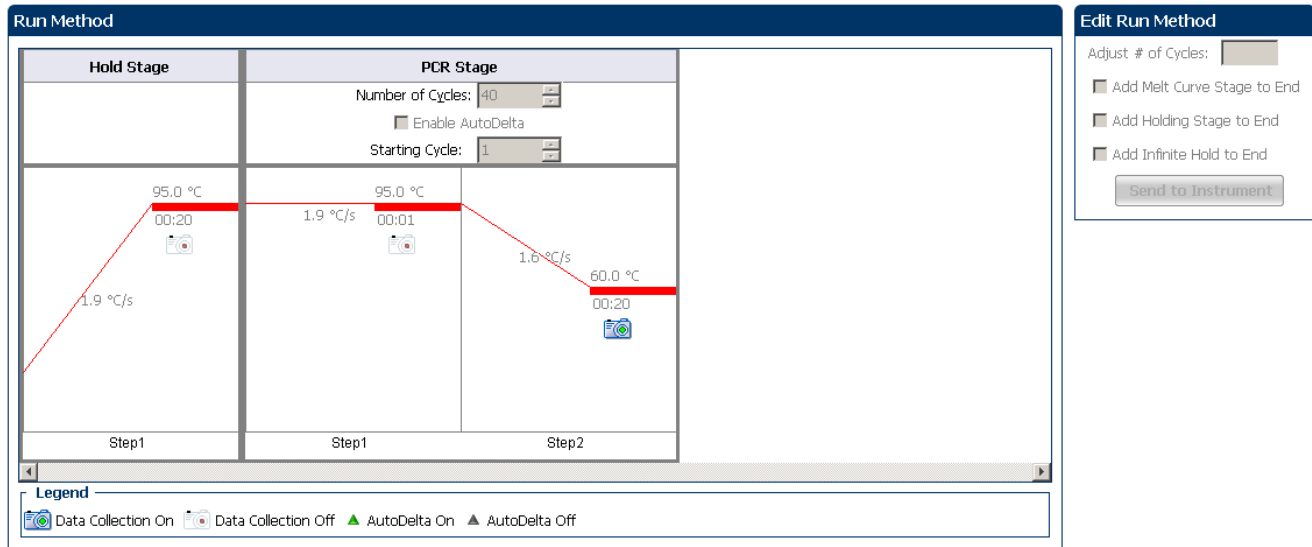 Run Method
Hold Stage
PCR Stage
Number of Cycles: 40
Enable AutoDelta
Starting Cycle: 1
95.0 °C
00:20
1.9 °C/s
95.0 °C
1.9 °C/s
00:01
1.6 °C/s
60.0 °C
00:20
Step1
Step1
Step2
Legend
Data Collection On Data Collection Off AutoDelta On AutoDelta Off
Edit Run Method
Adjust # of Cycles:
Add Melt Curve Stage to End
Add Holding Stage to End
Add Infinite Hold to End
Send to Instrument